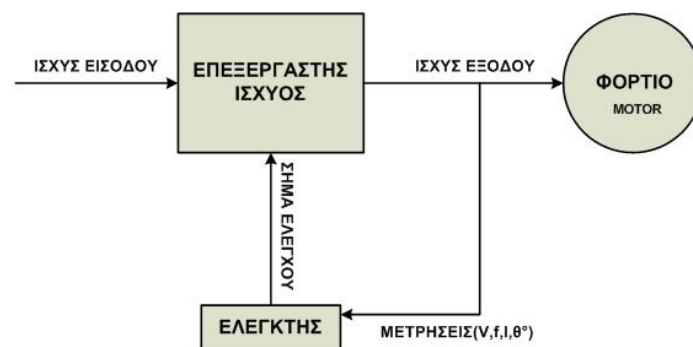 ΙΣΧΥΣ ΕΙΣΟΔΟΥ
ΕΠΕΞΕΡΓΑΣΤΗΣ
ΙΣΧΥΟΣ
ΙΣΧΥΣ ΕΞΟΔΟΥ
ΦΟΡΤΙΟ
MOTOR
ΣΗΜΑ ΕΛΕΓΧΟΥ
ΕΛΕΓΚΤΗΣ
ΜΕΤΡΗΣΕΙΣ(V,f,I,θ°)